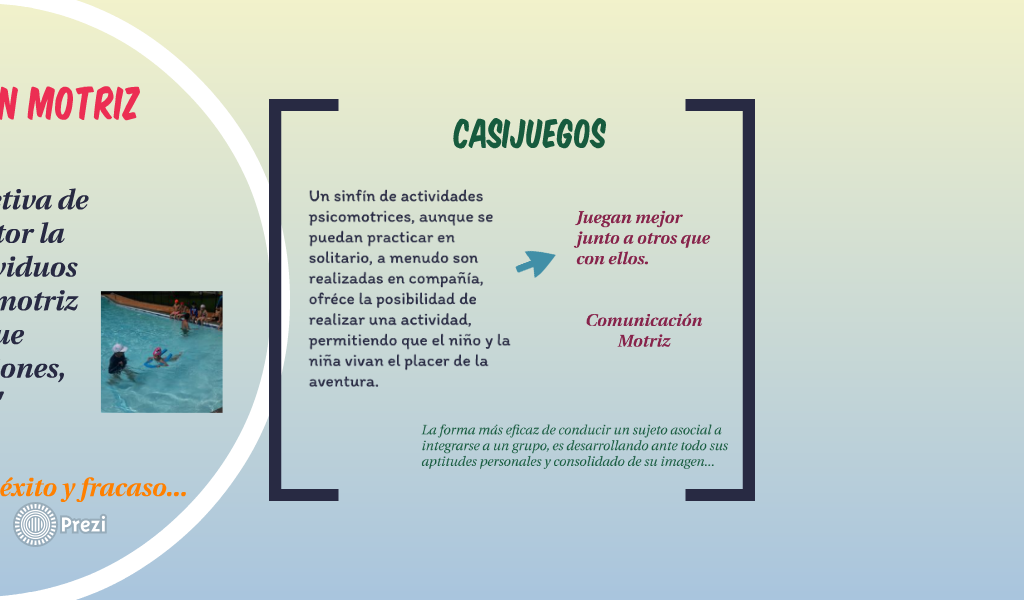 N MOTRIZ
etiva de
tor la
viduos
motriz
ue
ones,
"
éxito y fracaso...
Prezi
CASIJUEGOS
Un sinfín de actividades
psicomotrices, aunque se
puedan practicar en
solitario, a menudo son
realizadas en compañía,
ofréce la posibilidad de
realizar una actividad,
permitiendo que el niño y la
niña vivan el placer de la
aventura.
Juegan mejor
junto a otros que
con ellos.
Comunicación
Motriz
La forma más eficaz de conducir un sujeto asocial a
integrarse a un grupo, es desarrollando ante todo sus
aptitudes personales y consolidado de su imagen...